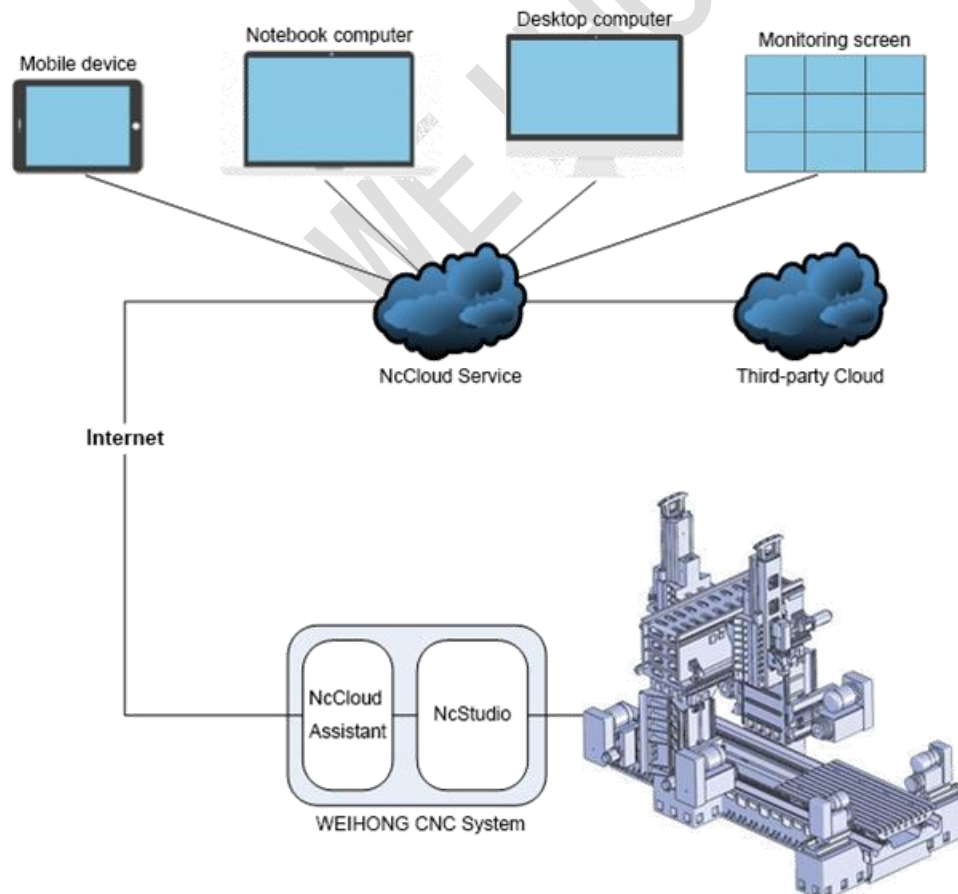 Desktop computer
Notebook computer
Monitoring screen
Mobile device
NcCloud Service
Third-party Cloud
Internet
NcCloud
Assistant
NcStudio
WEIHONG CNC System